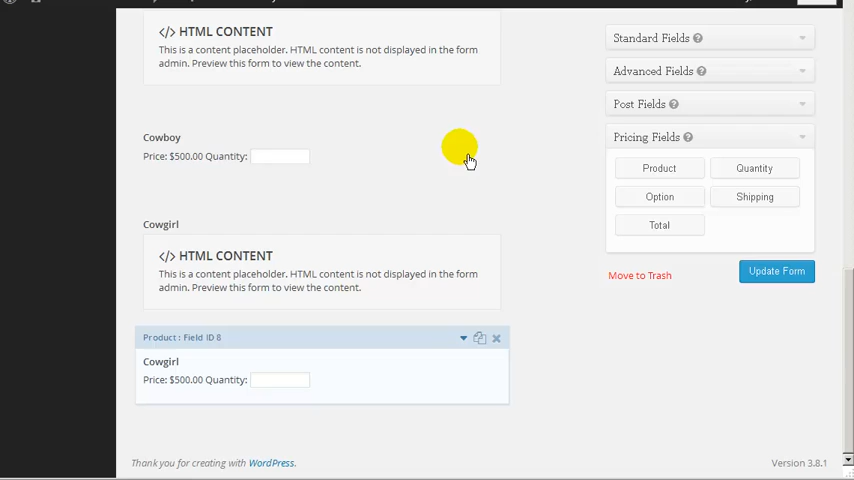 </> HTML CONTENT
This is a content placeholder. HTML content is not displayed in the form
admin. Preview this form to view the content.
Cowboy
Price: $500.00 Quantity:
Cowgirl
</> HTML CONTENT
This is a content placeholder. HTML content is not displayed in the form
admin. Preview this form to view the content.
Product : Field ID 8
Cowgirl
Price: $500.00 Quantity:
Standard Fields ?
Advanced Fields ?
Post Fields ?
Pricing Fields ?
Product
Quantity
Option
Shipping
Total
Move to Trash
Update Form
Thank you for creating with WordPress.
Version 3.8.1